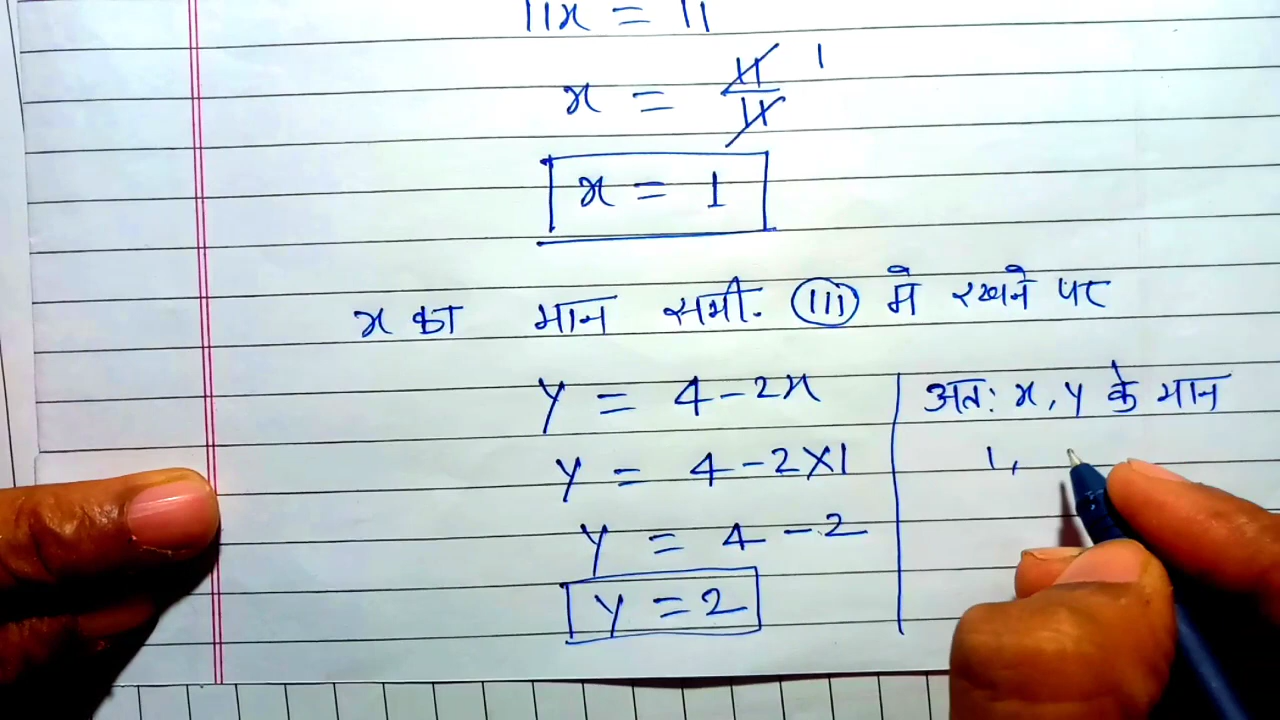 11x = 11
x = 11/11 1
x = 1
x का मान समी. (III) मे रखने पर
y = 4-2x
y = 4-2×1
y = 4-2
y = 2
अतः x, y के मान
1,